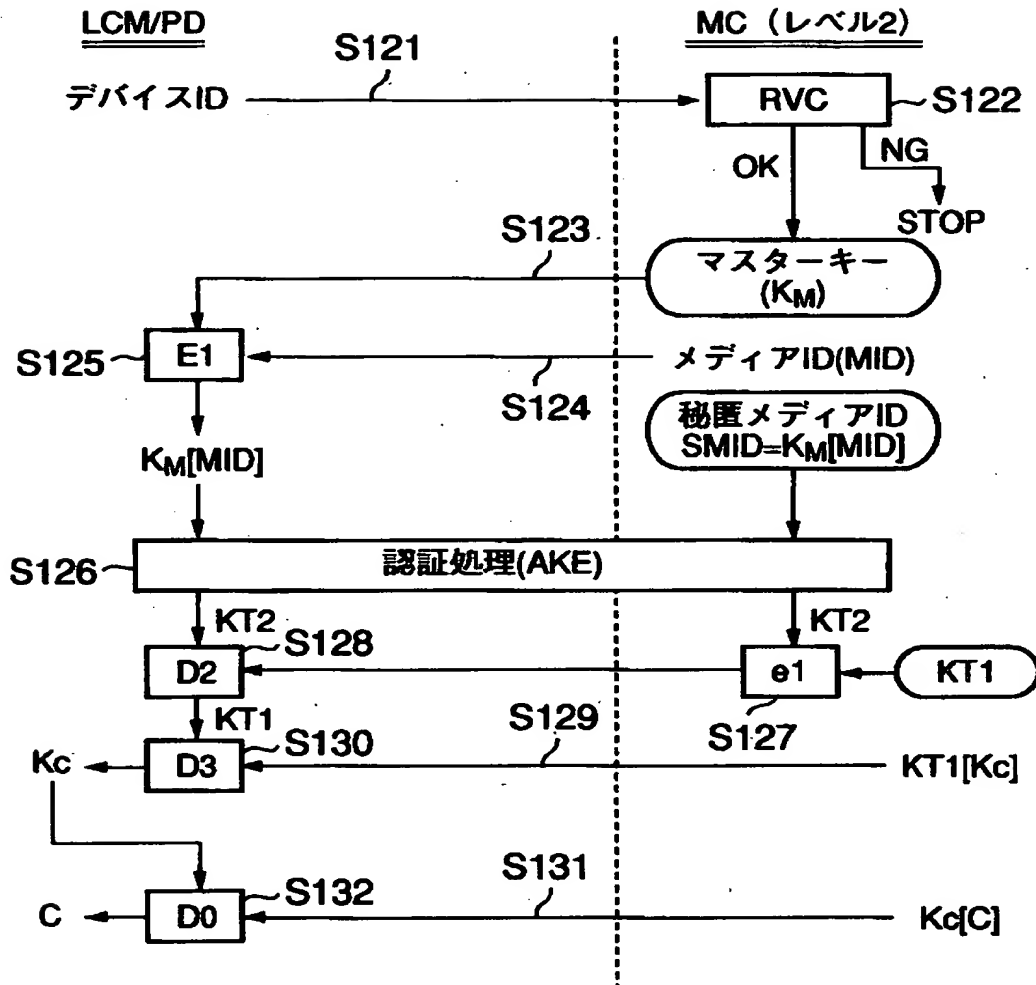 LCM/PD
MC (レベル2)
S121
デバイスID
RVC
S122
OK
NG
STOP
S123
マスターキー
(KM)
S125
E1
メディアID(MID)
S124
秘匿メディアID
SMID=KM[MID]
KM[MID]
S126
認証処理(AKE)
KT2
KT2
S128
D2
e1
KT1
S127
KT1
S129
S130
Kc
D3
KT1[Kc]
S131
S132
C
D0
Kc[C]